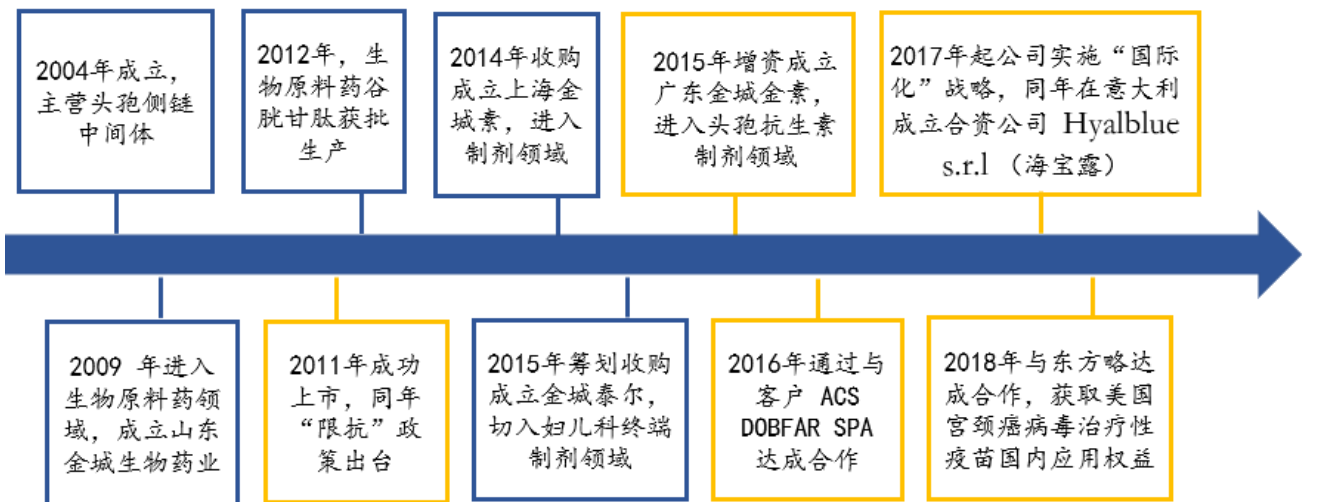 2004年成立，
主营头孢侧链
中间体
2012年，生
物原料药谷
胱甘肽获批
生产
2014年收购
成立上海金
城素，进入
制剂领域
2015年增资成立
广东金城金素，
进入头孢抗生素
制剂领域
2017年起公司实施“国际
化”战略，同年在意大利
成立合资公司 Hyalblue
s.r.l （海宝露）
2009 年进入
生物原料药领
域，成立山东
金城生物药业
2011年成功
上市，同年
“限抗”政
策出台
2015年筹划收购
成立金城泰尔，
切入妇儿科终端
制剂领域
2016年通过与
客户 ACS
DOBFAR SPA
达成合作
2018年与东方略达
成合作，获取美国
宫颈癌病毒治疗性
疫苗国内应用权益